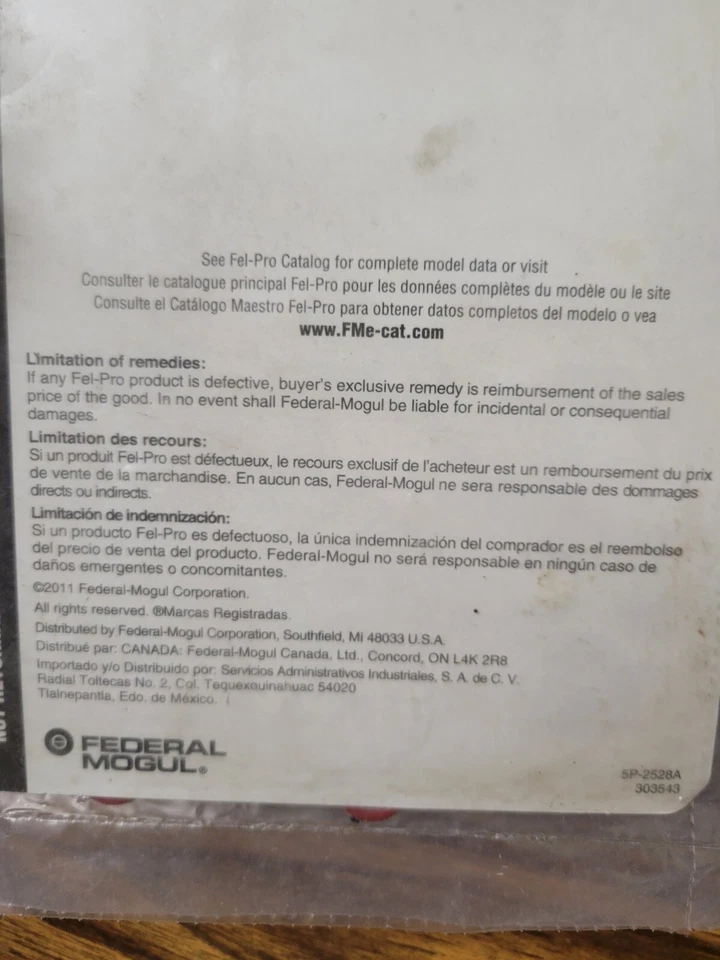 See Fel-Pro Catalog for complete model data or visit
Consulter le catalogue principal Fel-Pro pour les données complètes du modèle ou le site
Consulte el Catálogo Maestro Fel-Pro para obtener datos completos del modelo o vea
www.FMe-cat.com
Limitation of remedies:
If any Fel-Pro product is defective, buyer's exclusive remedy is reimbursement of the sales
price of the good. In no event shall Federal-Mogul be liable for incidental or consequential
damages.
Limitation des recours:
Si un produit Fel-Pro est défectueux, le recours exclusif de l'acheteur est un remboursement du prix
de vente de la marchandise. En aucun cas, Federal-Mogul ne sera responsable des dommages
directs ou indirects.
Limitación de indemnización:
Si un producto Fel-Pro es defectuoso, la única indemnización del comprador es el reembolso
del precio de venta del producto. Federal-Mogul no será responsable en ningún caso de
daños emergentes o concomitantes.
©2011 Federal-Mogul Corporation.
All rights reserved. ®Marcas Registradas.
Distributed by Federal-Mogul Corporation, Southfield, MI 48033 U.S.A.
Distribué par: CANADA: Federal-Mogul Canada, Ltd., Concord, ON L4K 2R8
Importado y/o Distribuido por: Servicios Administrativos Industriales, S. A. de C. V.
Radial Toltecas No. 2, Col. Tequexquinahuac 54020
Tlalnepantla, Edo. de México.
FEDERAL
MOGUL®
5P-2528A
303543